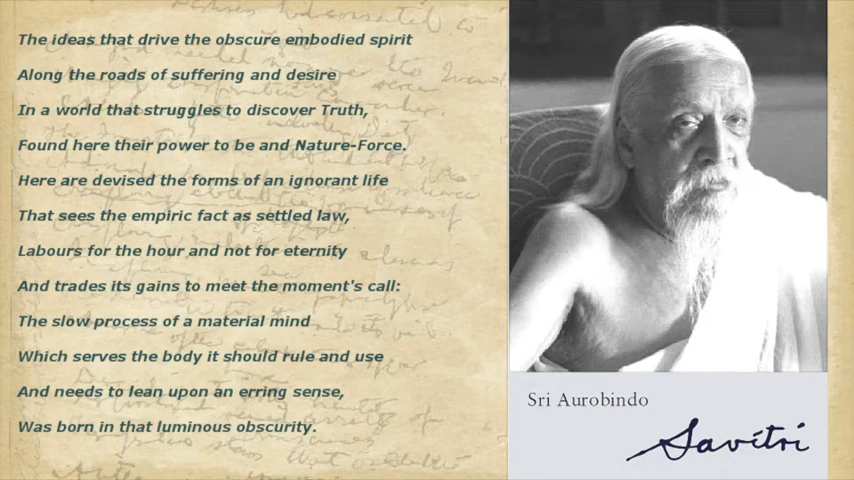 The ideas that drive the obscure embodied spirit
Along the roads of suffering and desire
In a world that struggles to discover Truth,
Found here their power to be and Nature-Force.
Here are devised the forms of an ignorant life
That sees the empiric fact as settled law,
Labours for the hour and not for eternity
And trades its gains to meet the moment's call:
The slow process of a material mind
Which serves the body it should rule and use
And needs to lean upon an erring sense,
Was born in that luminous obscurity.
Sri Aurobindo
Savitri